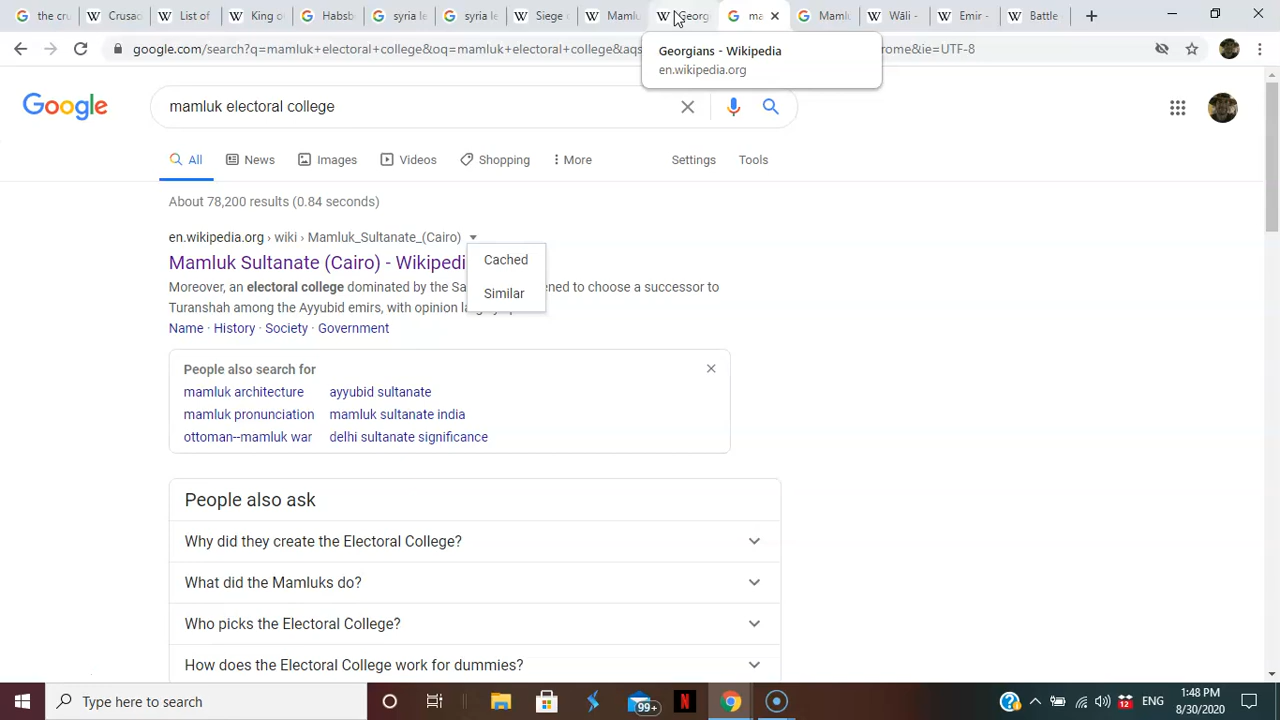 the cru
Crusad
List of
King o
Habsb
syria le
syria le
Siege o
Mamlu
Georg
ma
Mamlu
Wāli -
Emir -
Battle
google.com/search?q=mamluk+electoral+college&oq=mamluk+electoral+college&aqs
rome&ie=UTF-8
Georgians - Wikipedia
en.wikipedia.org
Google
mamluk electoral college
All
News
Images
Videos
Shopping
More
Settings
Tools
About 78,200 results (0.84 seconds)
en.wikipedia.org › wiki › Mamluk_Sultanate_(Cairo)
Cached
Similar
Mamluk Sultanate (Cairo) - Wikipedi
Moreover, an electoral college dominated by the Sa ened to choose a successor to
Turanshah among the Ayyubid emirs, with opinion
Name · History · Society · Government
People also search for
mamluk architecture
ayyubid sultanate
mamluk pronunciation
mamluk sultanate india
ottoman--mamluk war
delhi sultanate significance
People also ask
Why did they create the Electoral College?
What did the Mamluks do?
Who picks the Electoral College?
How does the Electoral College work for dummies?
Type here to search
99+
N
12
ENG
1:48 PM
8/30/2020